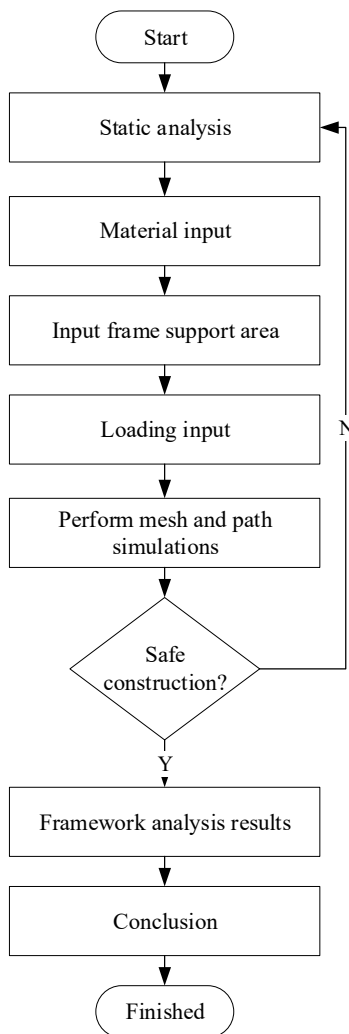 Start
Static analysis
Material input
Input frame support area
Loading input
N
Perform mesh and path
simulations
Safe
construction?
Y
Framework analysis results
Conclusion
Finished